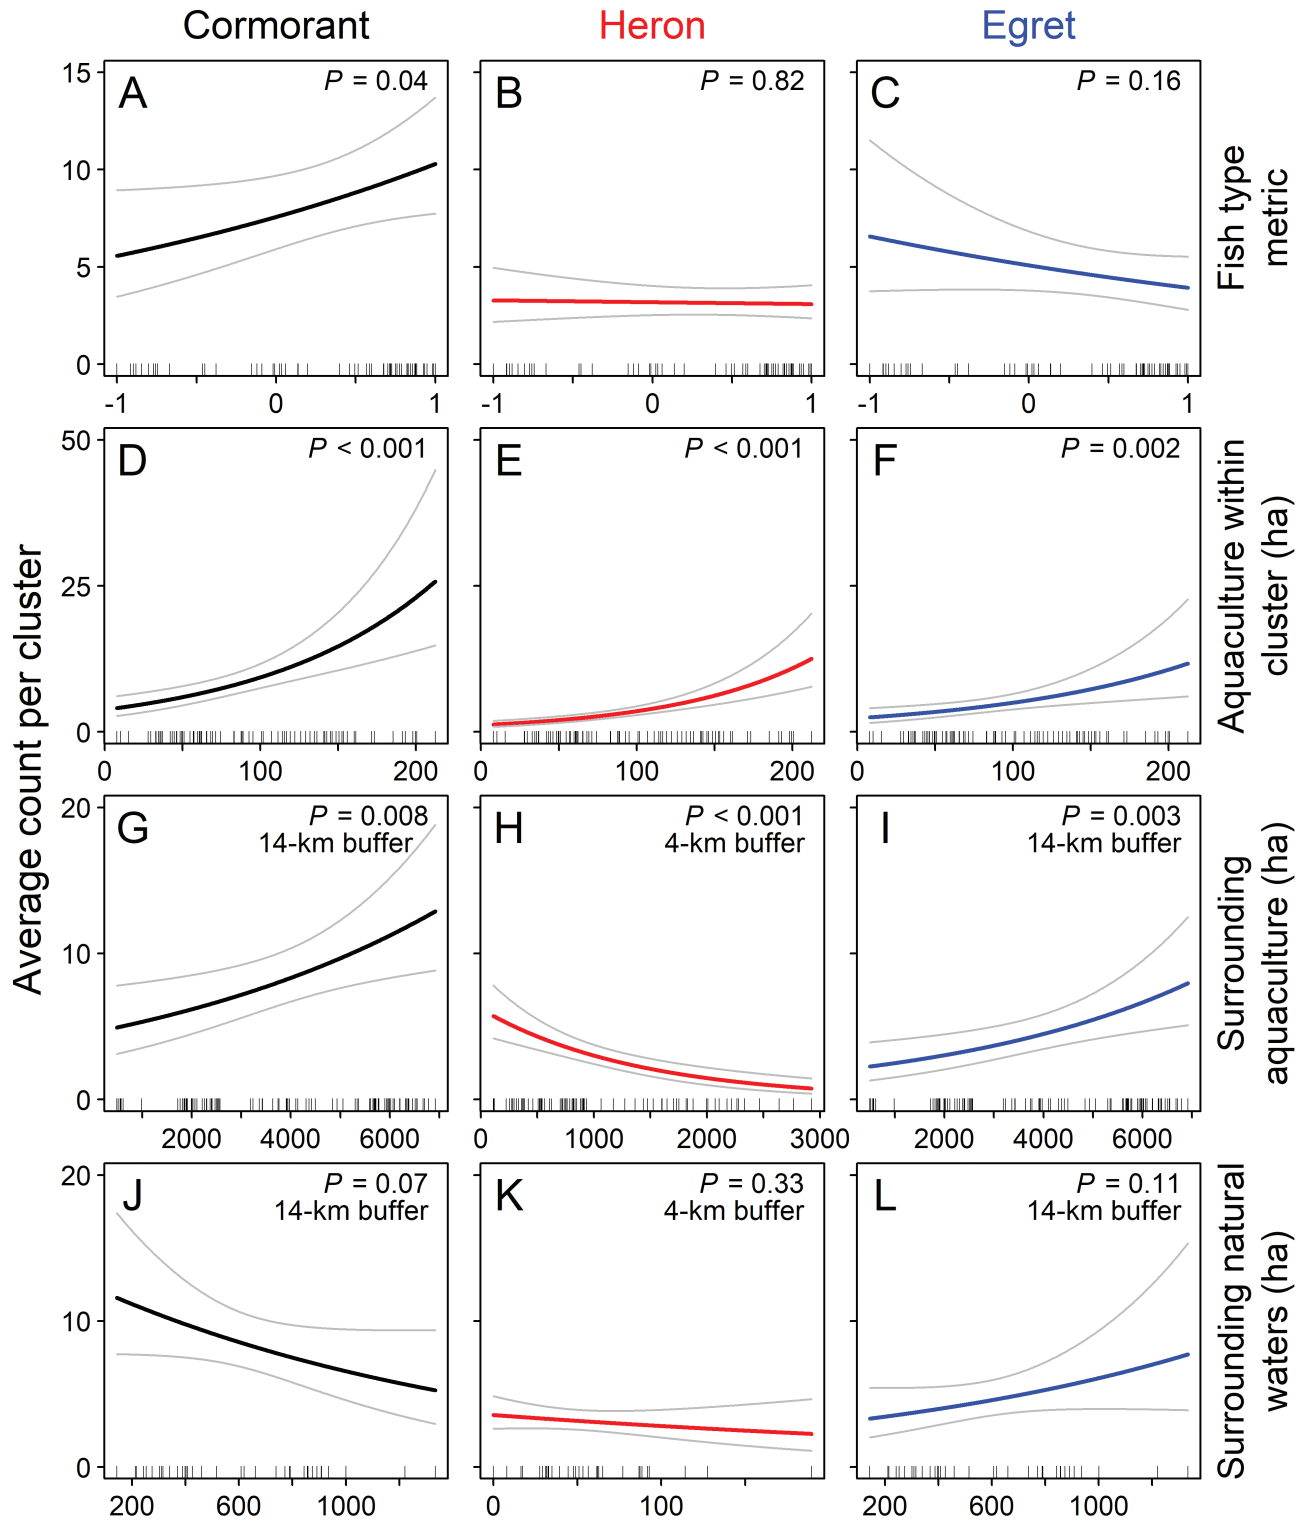 Cormorant Heron Egret
A P = 0.04
B P = 0.82
C P = 0.16
15
10
5
0
-1 0 1
-1 0 1
-1 0 1
Fish type
metric
D P < 0.001
E P < 0.001
F P = 0.002
50
25
0
0 100 200
0 100 200
0 100 200
Aquaculture within
cluster (ha)
Average count per cluster
G P = 0.008
14-km buffer
H P < 0.001
4-km buffer
I P = 0.003
14-km buffer
20
10
0
2000 4000 6000
0 1000 2000 3000
2000 4000 6000
Surrounding
aquaculture (ha)
J P = 0.07
14-km buffer
K P = 0.33
4-km buffer
L P = 0.11
14-km buffer
20
10
0
200 600 1000
0 100
200 600 1000
Surrounding natural
waters (ha)